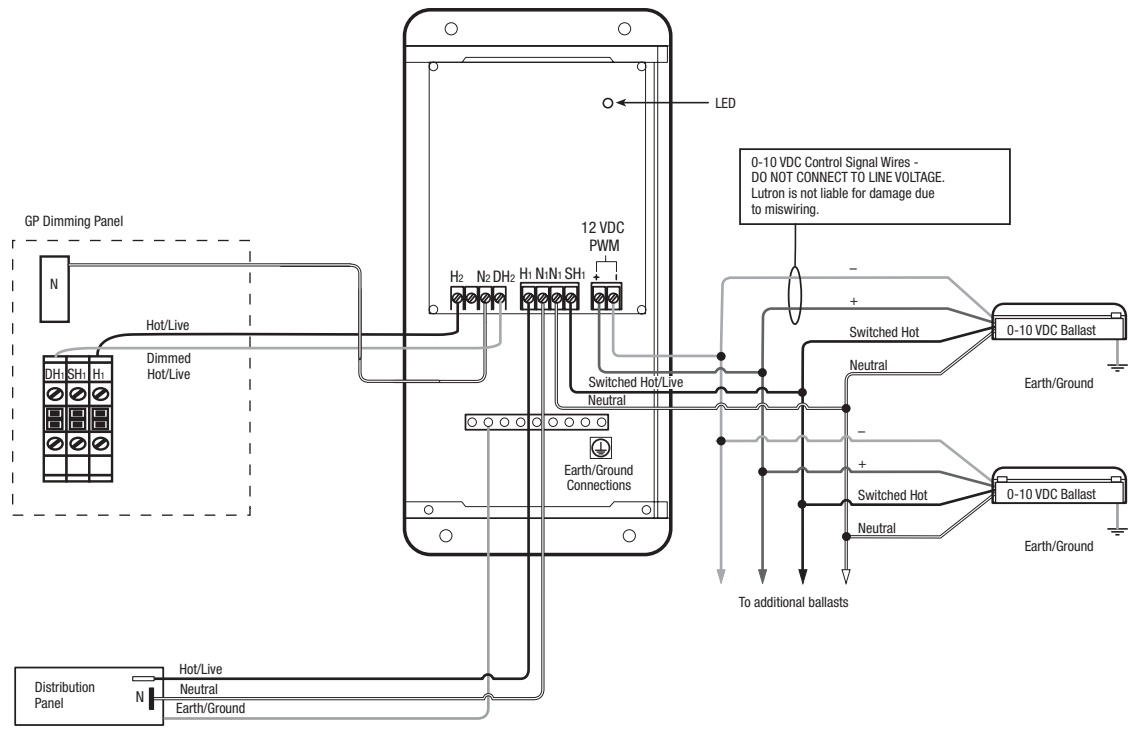 LED
0-10 VDC Control Signal Wires -
DO NOT CONNECT TO LINE VOLTAGE.
Lutron is not liable for damage due
to miswiring.
GP Dimming Panel
12 VDC
PWM
N
H2 N2 DH2 H1 N1 N1 SH1 + –
–
+
Hot/Live
Switched Hot
0-10 VDC Ballast
Dimmed
Hot/Live
Neutral
Earth/Ground
DH1 SH1 H1
Switched Hot/Live
Neutral
–
+
Earth/Ground
Connections
Switched Hot
0-10 VDC Ballast
Neutral
Earth/Ground
To additional ballasts
Hot/Live
Distribution
Panel
N
Neutral
Earth/Ground